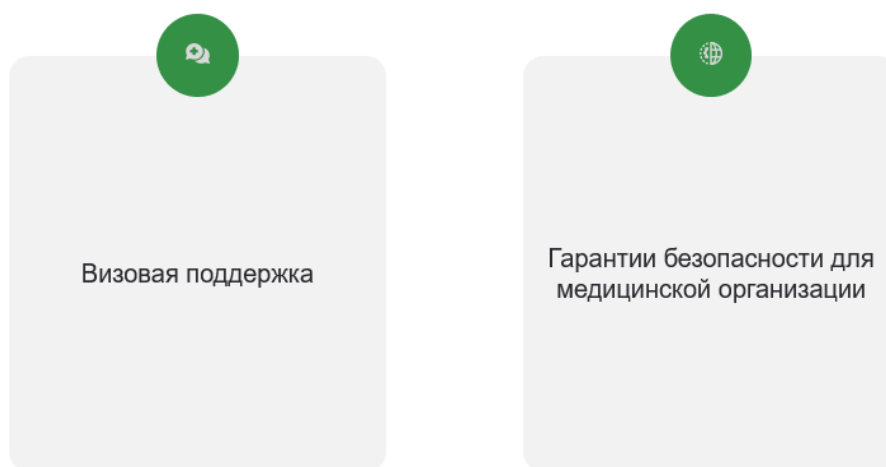 Визовая поддержка
Гарантии безопасности для
медицинской организации